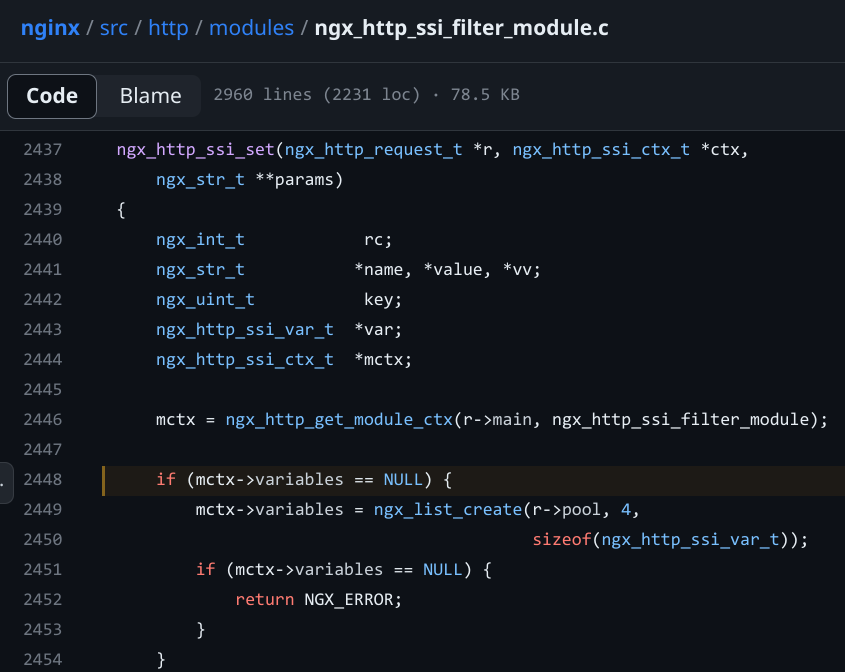 nginx / src / http / modules / ngx_http_ssi_filter_module.c
Code Blame 2960 lines (2231 loc) · 78.5 KB
2437 ngx_http_ssi_set(ngx_http_request_t *r, ngx_http_ssi_ctx_t *ctx,
2438 ngx_str_t **params)
2439 {
2440 ngx_int_t rc;
2441 ngx_str_t *name, *value, *vv;
2442 ngx_uint_t key;
2443 ngx_http_ssi_var_t *var;
2444 ngx_http_ssi_ctx_t *mctx;
2445
2446 mctx = ngx_http_get_module_ctx(r->main, ngx_http_ssi_filter_module);
2447
2448 if (mctx->variables == NULL) {
2449 mctx->variables = ngx_list_create(r->pool, 4,
2450 sizeof(ngx_http_ssi_var_t));
2451 if (mctx->variables == NULL) {
2452 return NGX_ERROR;
2453 }
2454 }